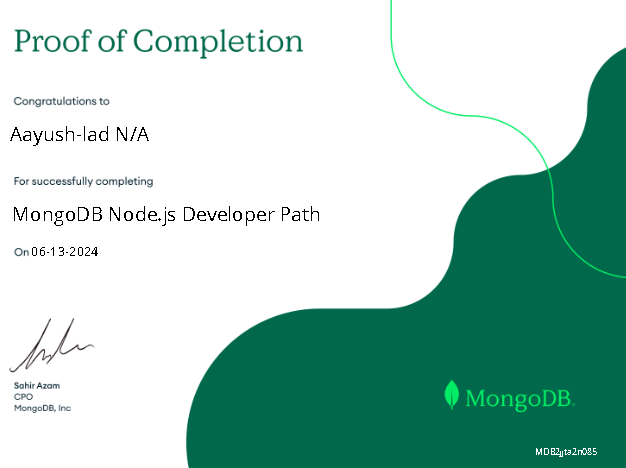 Proof of Completion
Congratulations to
Aayush-lad N/A
For successfully completing
MongoDB Node.js Developer Path
On 06-13-2024
Sahir Azam
CPO
MongoDB, Inc
MongoDB.
MDB2jjta2n085